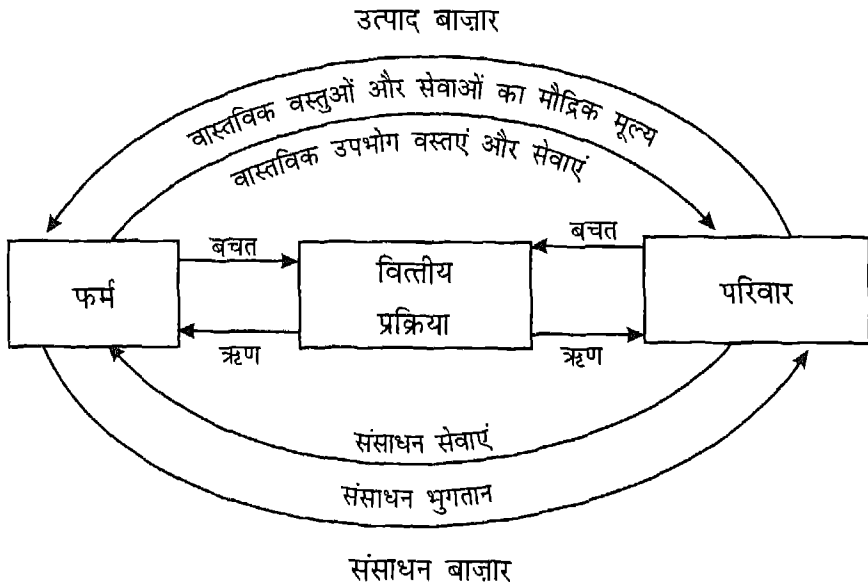 उत्पाद बाज़ार
वास्तविक वस्तुओं और सेवाओं का मौद्रिक मूल्य
वास्तविक उपभोग वस्तएं और सेवाएं
बचत
बचत
फर्म
वित्तीय
प्रक्रिया
परिवार
ऋण
ऋण
संसाधन सेवाएं
संसाधन भुगतान
संसाधन बाज़ार